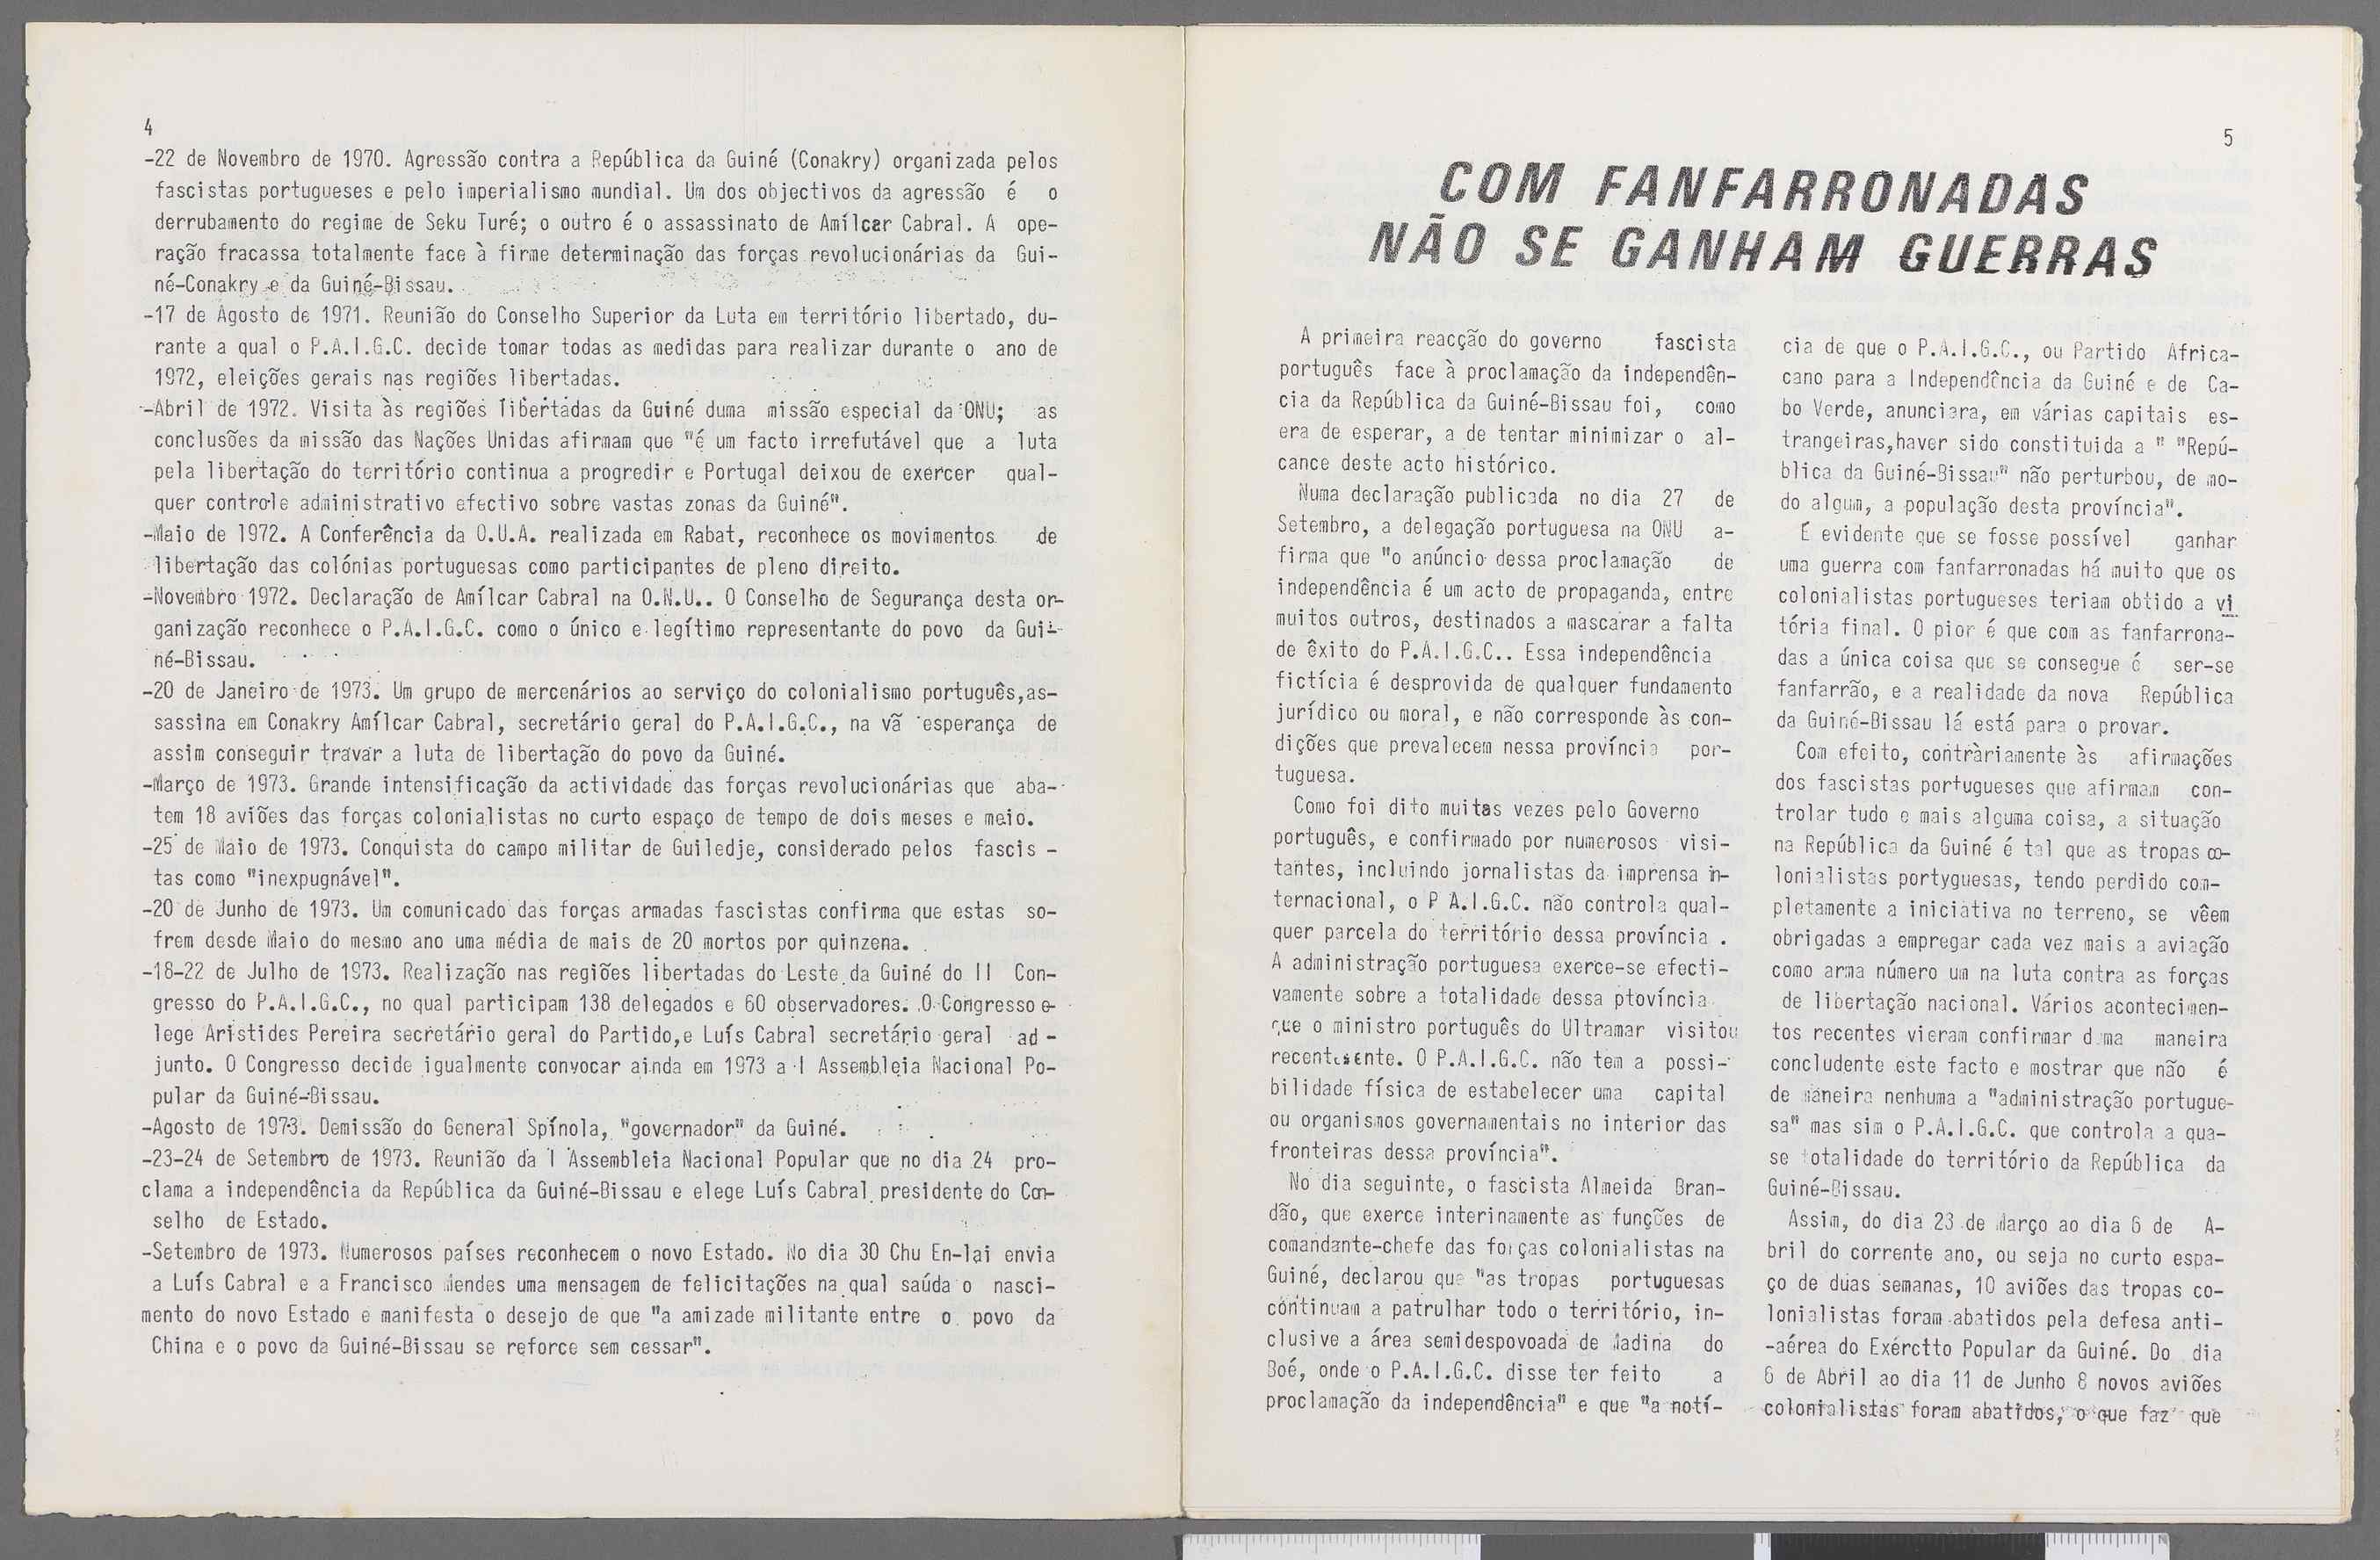 4
-22 de Novembro de 1970. Agressão contra a República da Guiné (Conakry) organizada pelos
fascistas portugueses e pelo imperialismo mundial. Um dos objectivos da agressão é o
derrubamento do regime de Seku Turé; o outro é o assassinato de Amílcar Cabral. A ope-
ração fracassa totalmente face à firme determinação das forças revolucionárias da Gui-
né-Conakry e da Guiné-Bissau.
-17 de Agosto de 1971. Reunião do Conselho Superior da Luta em território libertado, du-
rante a qual o P.A.I.G.C. decide tomar todas as medidas para realizar durante o ano de
1972, eleições gerais nas regiões libertadas.
-Abril de 1972. Visita às regiões libertadas da Guiné duma missão especial da ONU; as
conclusões da missão das Nações Unidas afirmam que "é um facto irrefutável que a luta
pela libertação do território continua a progredir e Portugal deixou de exercer qual-
quer controle administrativo efectivo sobre vastas zonas da Guiné".
-Maio de 1972. A Conferência da O.U.A. realizada em Rabat, reconhece os movimentos de
libertação das colónias portuguesas como participantes de pleno direito.
-Novembro 1972. Declaração de Amílcar Cabral na O.N.U.. O Conselho de Segurança desta or-
ganização reconhece o P.A.I.G.C. como o único e legítimo representante do povo da Gui-
né-Bissau.
-20 de Janeiro de 1973. Um grupo de mercenários ao serviço do colonialismo português,as-
sassina em Conakry Amílcar Cabral, secretário geral do P.A.I.G.C., na vã esperança de
assim conseguir travar a luta de libertação do povo da Guiné.
-Março de 1973. Grande intensificação da actividade das forças revolucionárias que aba-
tem 18 aviões das forças colonialistas no curto espaço de tempo de dois meses e meio.
-25 de Maio de 1973. Conquista do campo militar de Guiledje, considerado pelos fascis -
tas como "inexpugnável".
-20 de Junho de 1973. Um comunicado das forças armadas fascistas confirma que estas so-
frem desde Maio do mesmo ano uma média de mais de 20 mortos por quinzena.
-18-22 de Julho de 1973. Realização nas regiões libertadas do Leste da Guiné do II Con-
gresso do P.A.I.G.C., no qual participam 138 delegados e 60 observadores. O Congresso e-
lege Aristides Pereira secretário geral do Partido,e Luís Cabral secretário geral ad -
junto. O Congresso decide igualmente convocar ainda em 1973 a I Assembleia Nacional Po-
pular da Guiné-Bissau.
-Agosto de 1973. Demissão do General Spínola, "governador" da Guiné.
-23-24 de Setembro de 1973. Reunião da I Assembleia Nacional Popular que no dia 24 pro-
clama a independência da República da Guiné-Bissau e elege Luís Cabral presidente do Con-
selho de Estado.
-Setembro de 1973. Numerosos países reconhecem o novo Estado. No dia 30 Chu En-lai envia
a Luís Cabral e a Francisco Mendes uma mensagem de felicitações na qual saúda o nasci-
mento do novo Estado e manifesta o desejo de que "a amizade militante entre o povo da
China e o povo da Guiné-Bissau se reforce sem cessar".
5
COM FANFARRONADAS
NÃO SE GANHAM GUERRAS
A primeira reacção do governo fascista
português face à proclamação da independên-
cia da República da Guiné-Bissau foi, como
era de esperar, a de tentar minimizar o al-
cance deste acto histórico.
Numa declaração publicada no dia 27 de
Setembro, a delegação portuguesa na ONU a-
firma que "o anúncio dessa proclamação de
independência é um acto de propaganda, entre
muitos outros, destinados a mascarar a falta
de êxito do P.A.I.G.C.. Essa independência
fictícia é desprovida de qualquer fundamento
jurídico ou moral, e não corresponde às con-
dições que prevalecem nessa província por-
tuguesa.
Como foi dito muitas vezes pelo Governo
português, e confirmado por numerosos visi-
tantes, incluindo jornalistas da imprensa in-
ternacional, o P A.I.G.C. não controla qual-
quer parcela do território dessa província .
A administração portuguesa exerce-se efecti-
vamente sobre a totalidade dessa ptovíncia
que o ministro português do Ultramar visitou
recentesente. O P.A.I.G.C. não tem a possi-
bilidade física de estabelecer uma capital
ou organismos governamentais no interior das
fronteiras dessa província".
No dia seguinte, o fascista Almeida Bran-
dão, que exerce interinamente as funções de
comandante-chefe das forças colonialistas na
Guiné, declarou que "as tropas portuguesas
continuam a patrulhar todo o território, in-
clusive a área semidespovoada de Madina do
Boé, onde o P.A.I.G.C. disse ter feito a
proclamação da independência" e que "a notí-
cia de que o P.A.I.G.C., ou Partido Africa-
cano para a Independência da Guiné e de Ca-
bo Verde, anunciara, em várias capitais es-
trangeiras,haver sido constituida a " "Repú-
blica da Guiné-Bissau" não perturbou, de mo-
do algum, a população desta província".
É evidente que se fosse possível ganhar
uma guerra com fanfarronadas há muito que os
colonialistas portugueses teriam obtido a vi
tória final. O pior é que com as fanfarrona-
das a única coisa que se consegue é ser-se
fanfarrão, e a realidade da nova República
da Guiné-Bissau lá está para o provar.
Com efeito, contràriamente às afirmações
dos fascistas portugueses que afirmam con-
trolar tudo e mais alguma coisa, a situação
na República da Guiné é tal que as tropas co-
lonialistas portyguesas, tendo perdido com-
pletamente a iniciativa no terreno, se vêem
obrigadas a empregar cada vez mais a aviação
como arma número um na luta contra as forças
de libertação nacional. Vários acontecimen-
tos recentes vieram confirmar duma maneira
concludente este facto e mostrar que não é
de maneira nenhuma a "administração portugue-
sa" mas sim o P.A.I.G.C. que controla a qua-
se totalidade do território da República da
Guiné-Bissau.
Assim, do dia 23 de Março ao dia 6 de A-
bril do corrente ano, ou seja no curto espa-
ço de duas semanas, 10 aviões das tropas co-
lonialistas foram abatidos pela defesa anti-
-aérea do Exérctto Popular da Guiné. Do dia
6 de Abril ao dia 11 de Junho 8 novos aviões
colonialistas foram abatidos, o que faz que